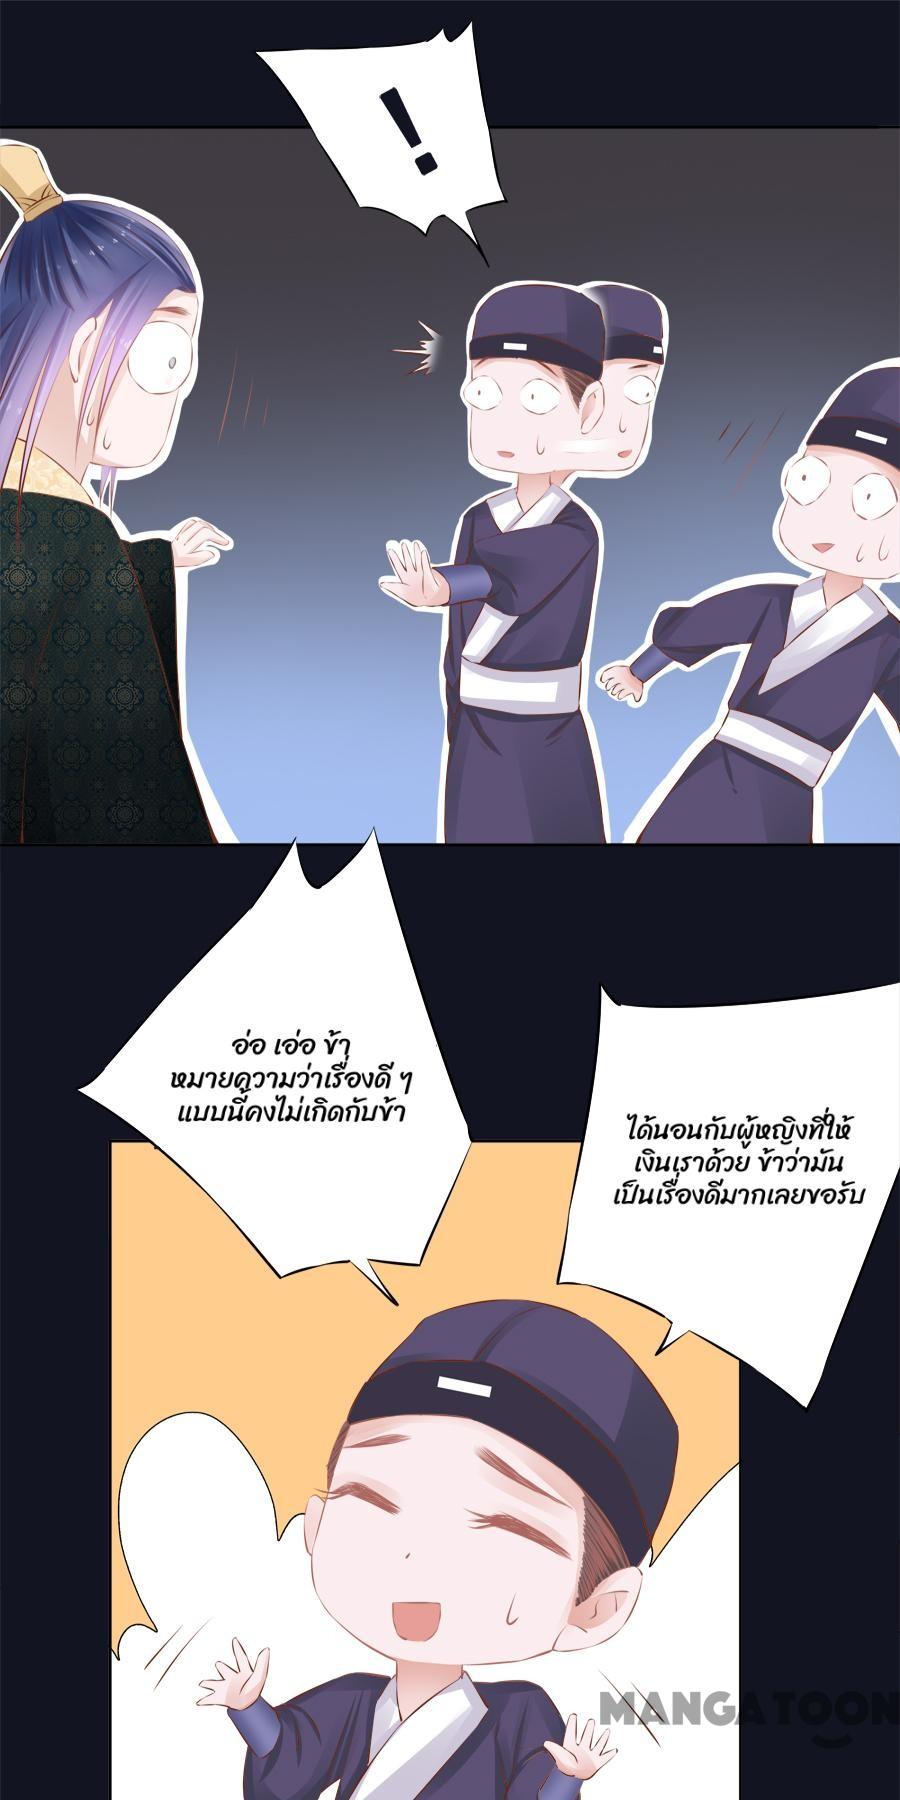 !
อ่อ เอ่อ ข้า
หมายความว่าเรื่องดี ๆ
แบบนี้คงไม่เกิดกับข้า
ได้นอนกับผู้หญิงที่ให้
เงินเราด้วย ข้าว่ามัน
เป็นเรื่องดีมากเลยขอรับ
MANGA TOON